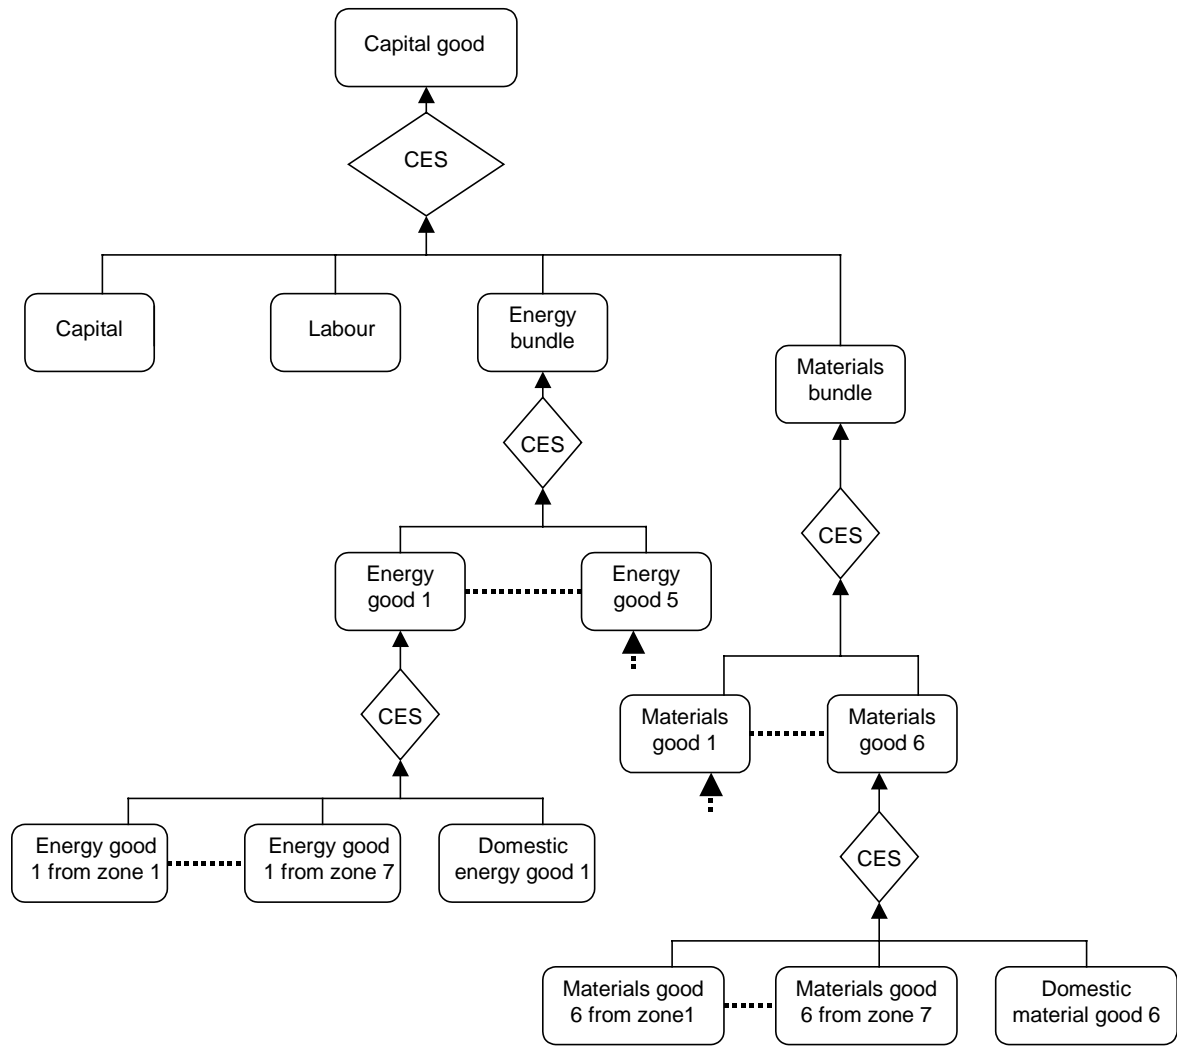 Capital good
CES
Capital
Labour
Energy
bundle
Materials
bundle
CES
CES
Energy
good 1
Energy
good 5
CES
Materials
good 1
Materials
good 6
Energy good
1 from zone 1
Energy good
1 from zone 7
Domestic
energy good 1
CES
Materials good
6 from zone1
Materials good
6 from zone 7
Domestic
material good 6